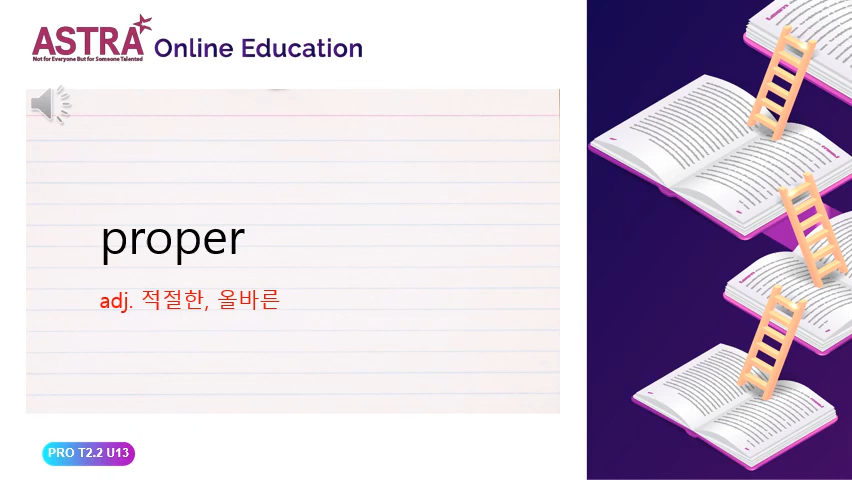 ASTRA
Not for Everyone But for Someone Talented
Online Education
proper
adj. 적절한, 올바른
PRO T2.2 U13